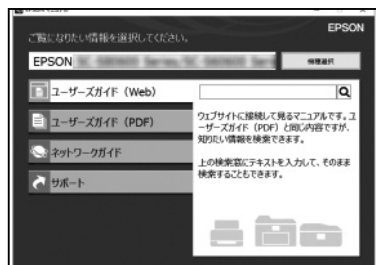 EPSON
ご覧になりたい情報を選択してください。
EPSON
機種選択
ユーザーズガイド (Web)
ユーザーズガイド (PDF)
ネットワークガイド
サポート
ウェブサイトに接続して見るマニュアルです。ユ
ーザーズガイド (PDF) と同じ内容ですが、
知りたい情報を検索できます。
上の検索窓にテキストを入力して、そのまま
検索することもできます。